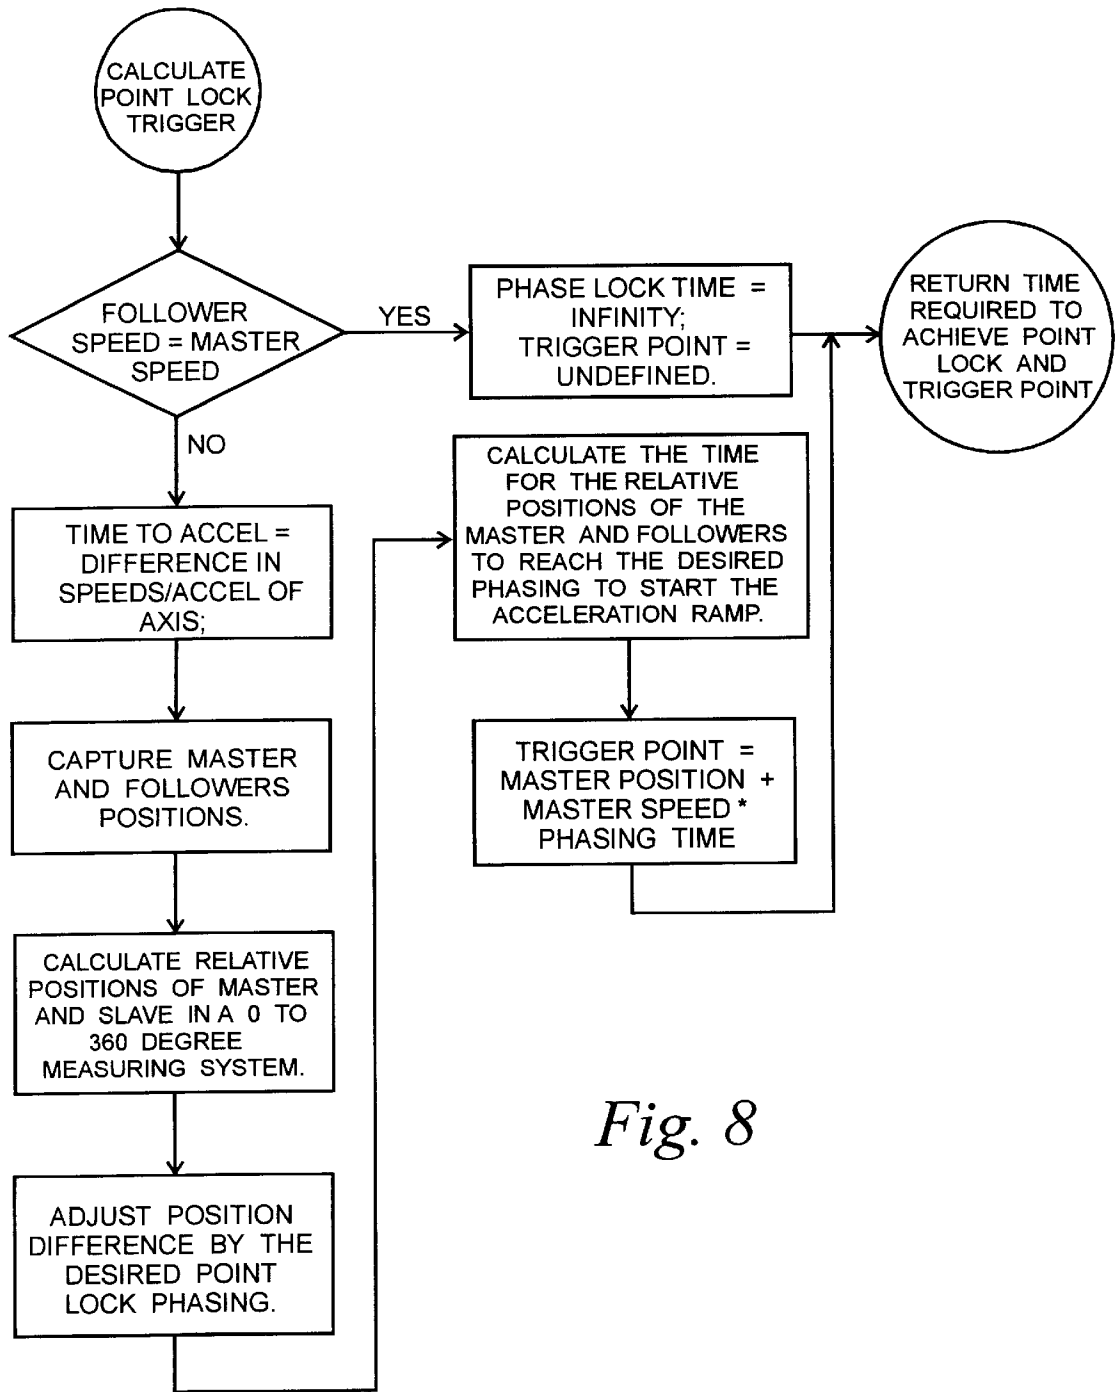 CALCULATE
POINT LOCK
TRIGGER
FOLLOWER
SPEED = MASTER
SPEED
YES
PHASE LOCK TIME =
INFINITY;
TRIGGER POINT =
UNDEFINED.
RETURN TIME
REQUIRED TO
ACHIEVE POINT
LOCK AND
TRIGGER POINT
NO
TIME TO ACCEL =
DIFFERENCE IN
SPEEDS/ACCEL OF
AXIS;
CAPTURE MASTER
AND FOLLOWERS
POSITIONS.
CALCULATE RELATIVE
POSITIONS OF MASTER
AND SLAVE IN A 0 TO
360 DEGREE
MEASURING SYSTEM.
ADJUST POSITION
DIFFERENCE BY THE
DESIRED POINT
LOCK PHASING.
CALCULATE THE TIME
FOR THE RELATIVE
POSITIONS OF THE
MASTER AND FOLLOWERS
TO REACH THE DESIRED
PHASING TO START THE
ACCELERATION RAMP.
TRIGGER POINT =
MASTER POSITION +
MASTER SPEED *
PHASING TIME
Fig. 8